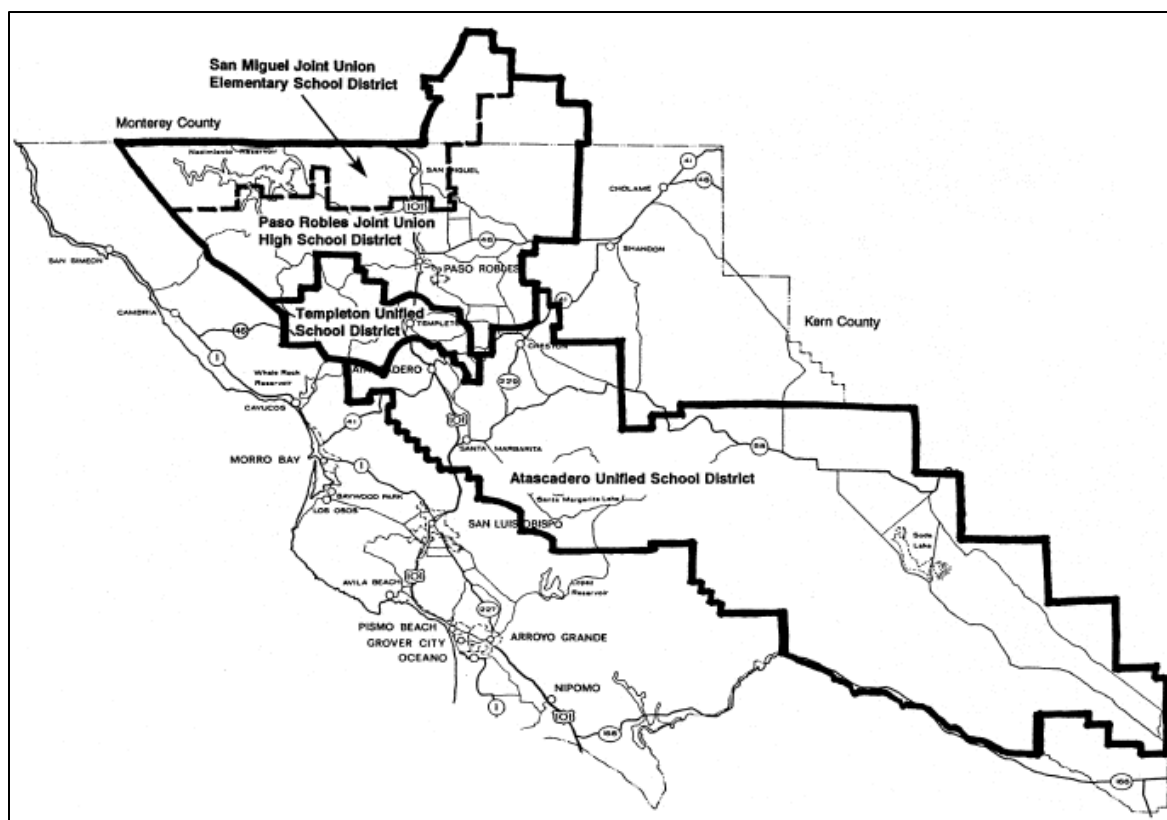 San Miguel Joint Union
Elementary School District
Monterey County
Nacimiento Reservoir
SAN MIGUEL
41
46
CHOLAME
101
Paso Robles Joint Union
High School District
46
SHANDON
SAN SIMEON
PASO ROBLES
41
Templeton Unified
School District
TEMPLET
CAMBRIA
46
Kern County
1
CRESTON
Whale Rock
Reservoir
ATASCADERO
229
CAYUCOS
41
101
SANTA MARGARITA
58
MORRO BAY
1
Atascadero Unified School District
BAYWOOD PARK
Santa Margarita Lake
LOS OSOS
SAN LUIS OBISPO
Soda
Lake
101
AVILA BEACH
Lopez
Reservoir
227
PISMO BEACH
GROVER CITY
ARROYO GRANDE
OCEANO
NIPOMO
1
101
166
166